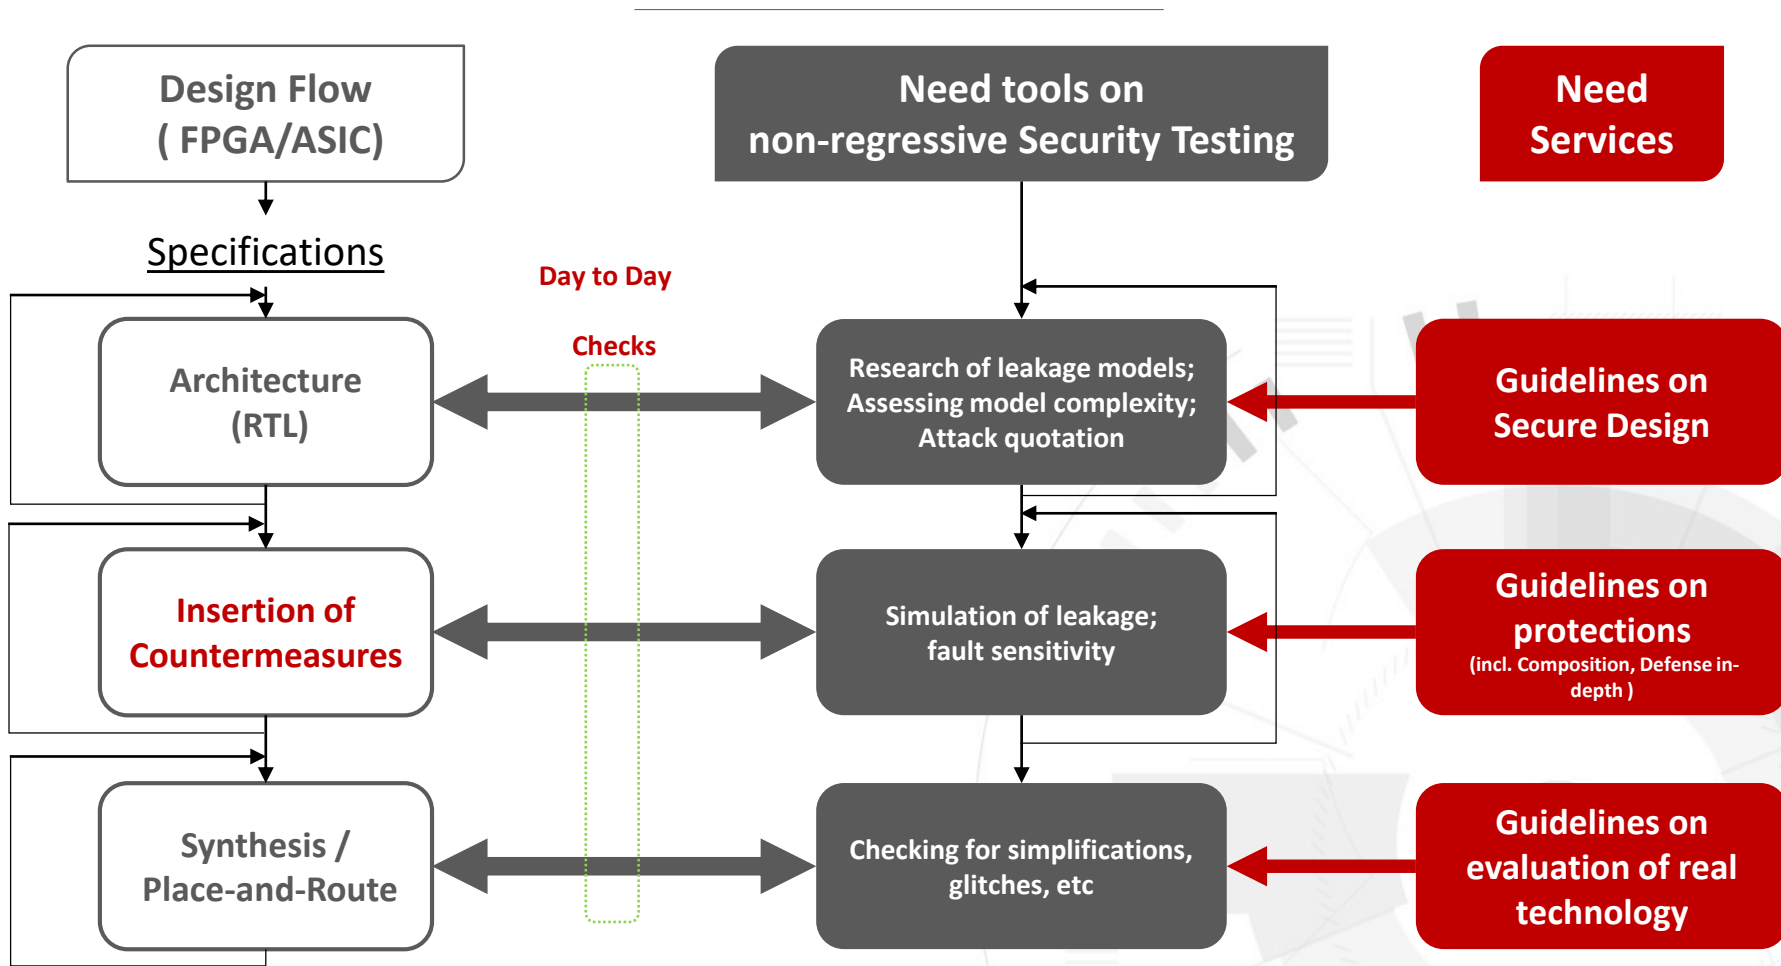 Design Flow
( FPGA/ASIC)
Need tools on
non-regressive Security Testing
Need
Services
Specifications
Day to Day
Checks
Architecture
(RTL)
Research of leakage models;
Assessing model complexity;
Attack quotation
Guidelines on
Secure Design
Insertion of
Countermeasures
Simulation of leakage;
fault sensitivity
Guidelines on
protections
(incl. Composition, Defense in-
depth )
Synthesis /
Place-and-Route
Checking for simplifications,
glitches, etc
Guidelines on
evaluation of real
technology